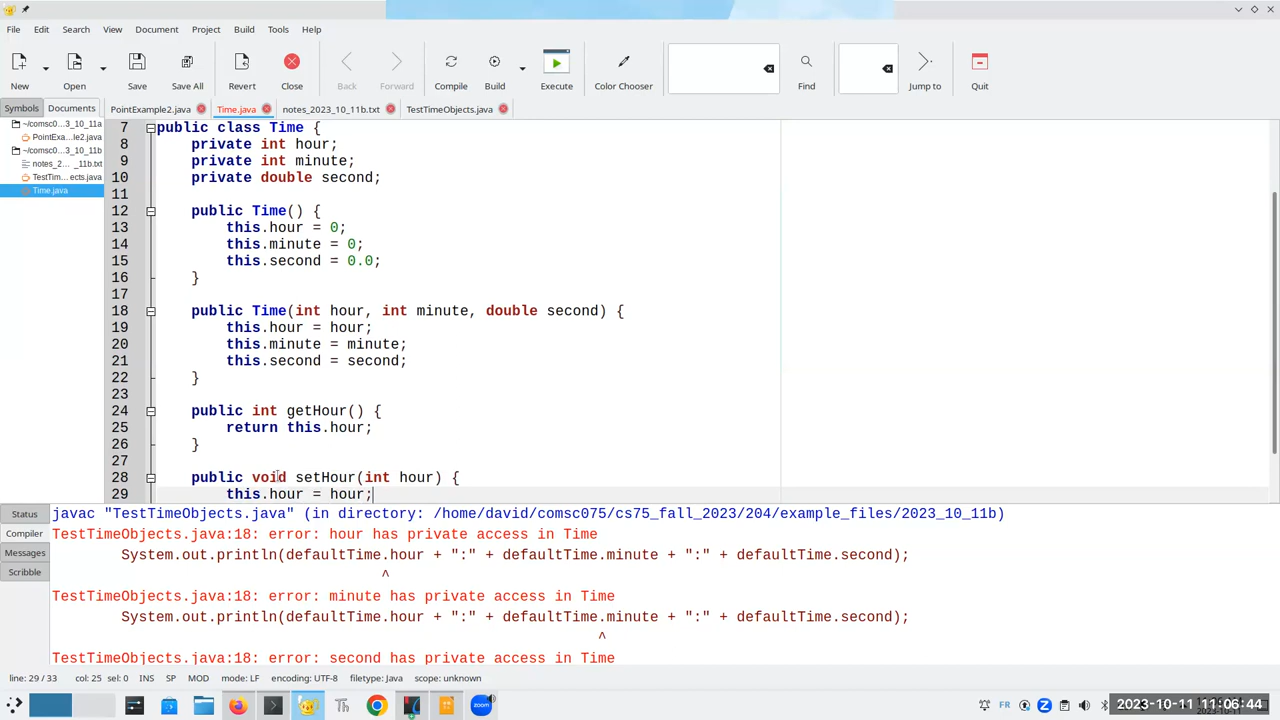 File Edit Search View Document Project Build Tools Help
New Open Save Save All Revert Close Back Forward Compile Build Execute Color Chooser Find Jump to Quit
Symbols Documents PointExample2.java Time.java notes_2023_10_11b.txt TestTimeObjects.java
~/comsc0...3_10_11a
PointExa...le2.java
~/comsc0...3_10_11b
notes_2... _11b.txt
TestTim...ects.java
Time.java
7 public class Time {
8 private int hour;
9 private int minute;
10 private double second;
11
12 public Time() {
13 this.hour = 0;
14 this.minute = 0;
15 this.second = 0.0;
16 }
17
18 public Time(int hour, int minute, double second) {
19 this.hour = hour;
20 this.minute = minute;
21 this.second = second;
22 }
23
24 public int getHour() {
25 return this.hour;
26 }
27
28 public void setHour(int hour) {
29 this.hour = hour;
Status
Compiler
Messages
Scribble
javac "TestTimeObjects.java" (in directory: /home/david/comsc075/cs75_fall_2023/204/example_files/2023_10_11b)
TestTimeObjects.java:18: error: hour has private access in Time
System.out.println(defaultTime.hour + ":" + defaultTime.minute + ":" + defaultTime.second);
^
TestTimeObjects.java:18: error: minute has private access in Time
System.out.println(defaultTime.hour + ":" + defaultTime.minute + ":" + defaultTime.second);
^
TestTimeObjects.java:18: error: second has private access in Time
line: 29 / 33 col: 25 sel: 0 INS SP MOD mode: LF encoding: UTF-8 filetype: Java scope: unknown
Th zoom FR 2023-10-11 11:06:44